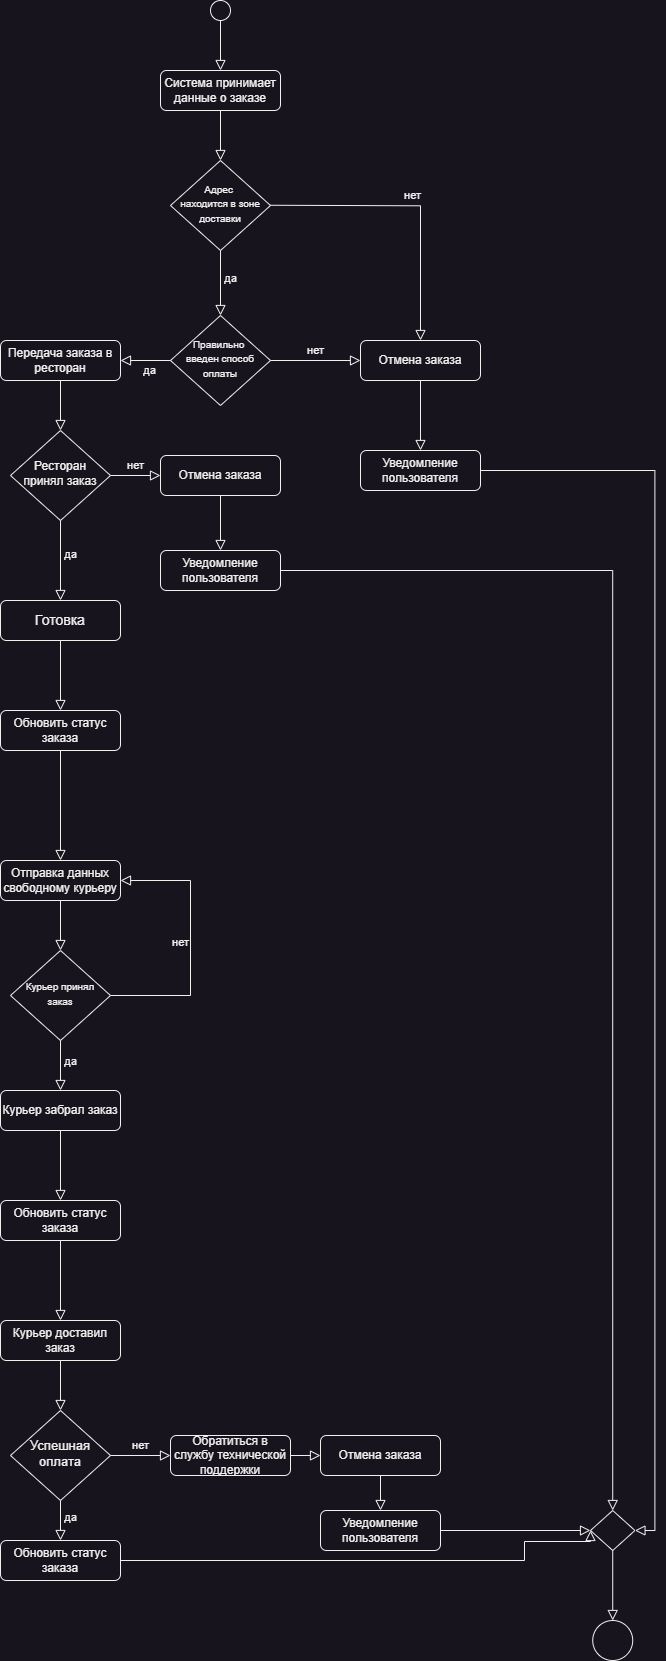 Система принимает
данные о заказе
Адрес
находится в зоне
доставки
нет
да
Правильно
введен способ
оплаты
нет
Отмена заказа
да
Передача заказа в
ресторан
Уведомление
пользователя
Ресторан
принял заказ
нет
Отмена заказа
да
Уведомление
пользователя
Готовка
Обновить статус
заказа
Отправка данных
свободному курьеру
нет
Курьер принял
заказ
да
Курьер забрал заказ
Обновить статус
заказа
Курьер доставил
заказ
Успешная
оплата
нет
Обратиться в
службу технической
поддержки
Отмена заказа
да
Уведомление
пользователя
Обновить статус
заказа